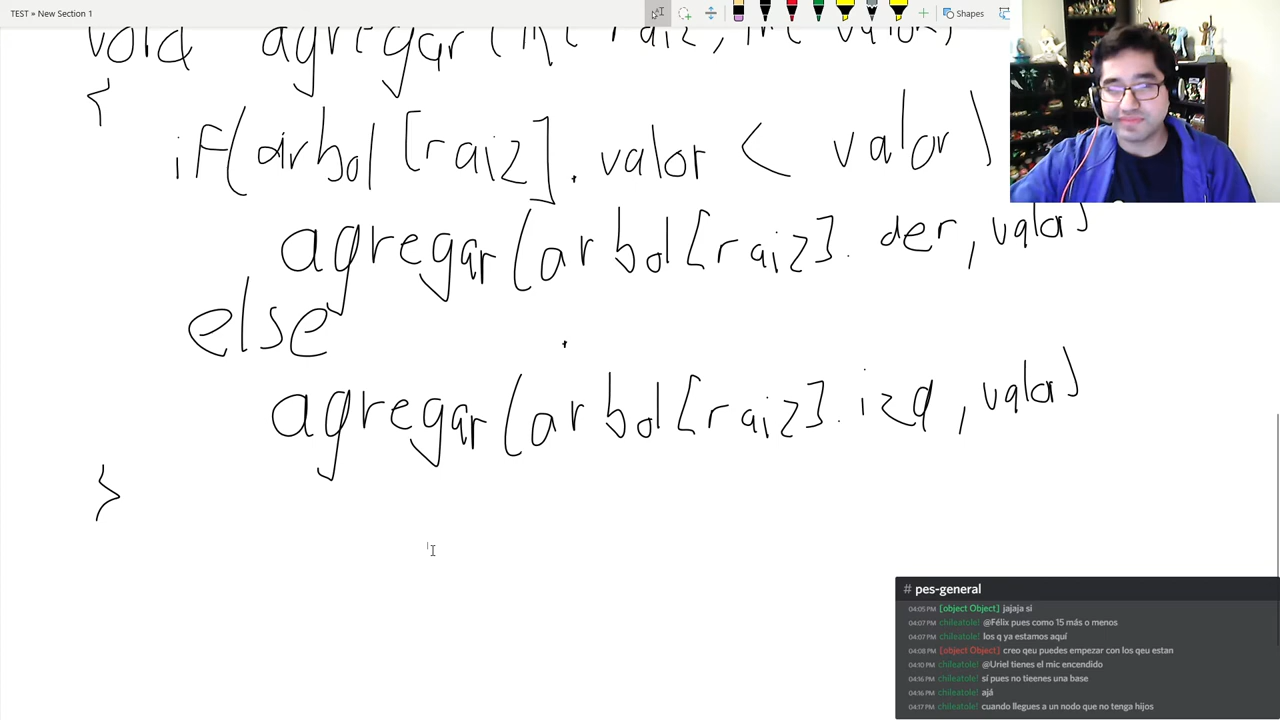 TEST » New Section 1
Shapes
void agregar(int raiz, int valor)
{
if(arbol[raiz].valor < valor)
agregar(arbol[raiz].der, valor)
else
agregar(arbol[raiz].izq, valor)
}
# pes-general
04:05 PM [object Object] jajaja si
04:07 PM chileatole! @Félix pues como 15 más o menos
04:07 PM chileatole! los q ya estamos aquí
04:08 PM [object Object] creo qeu puedes empezar con los qeu estan
04:10 PM chileatole! @Uriel tienes el mic encendido
04:16 PM chileatole! sí pues no tieenes una base
04:16 PM chileatole! ajá
04:17 PM chileatole! cuando llegues a un nodo que no tenga hijos